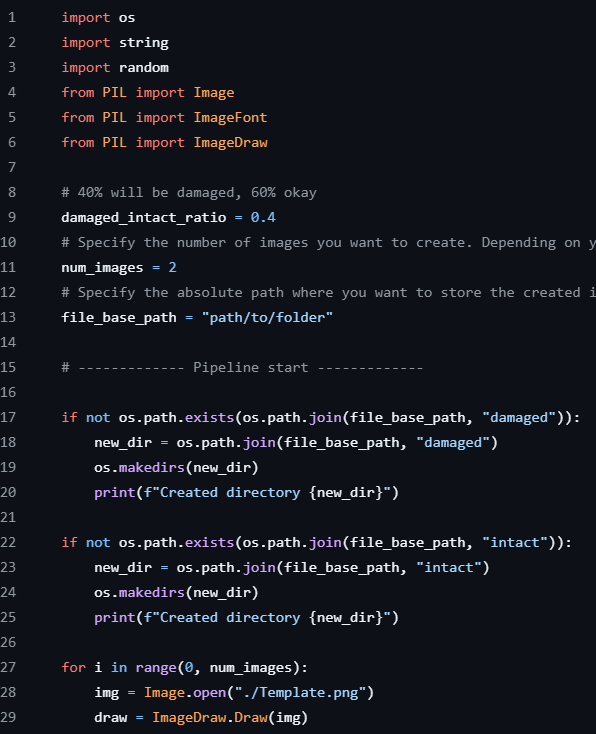 1 import os
2 import string
3 import random
4 from PIL import Image
5 from PIL import ImageFont
6 from PIL import ImageDraw
7
8 # 40% will be damaged, 60% okay
9 damaged_intact_ratio = 0.4
10 # Specify the number of images you want to create. Depending on y
11 num_images = 2
12 # Specify the absolute path where you want to store the created i
13 file_base_path = "path/to/folder"
14
15 # ------------- Pipeline start -------------
16
17 if not os.path.exists(os.path.join(file_base_path, "damaged")):
18     new_dir = os.path.join(file_base_path, "damaged")
19     os.makedirs(new_dir)
20     print(f"Created directory {new_dir}")
21
22 if not os.path.exists(os.path.join(file_base_path, "intact")):
23     new_dir = os.path.join(file_base_path, "intact")
24     os.makedirs(new_dir)
25     print(f"Created directory {new_dir}")
26
27 for i in range(0, num_images):
28     img = Image.open("./Template.png")
29     draw = ImageDraw.Draw(img)